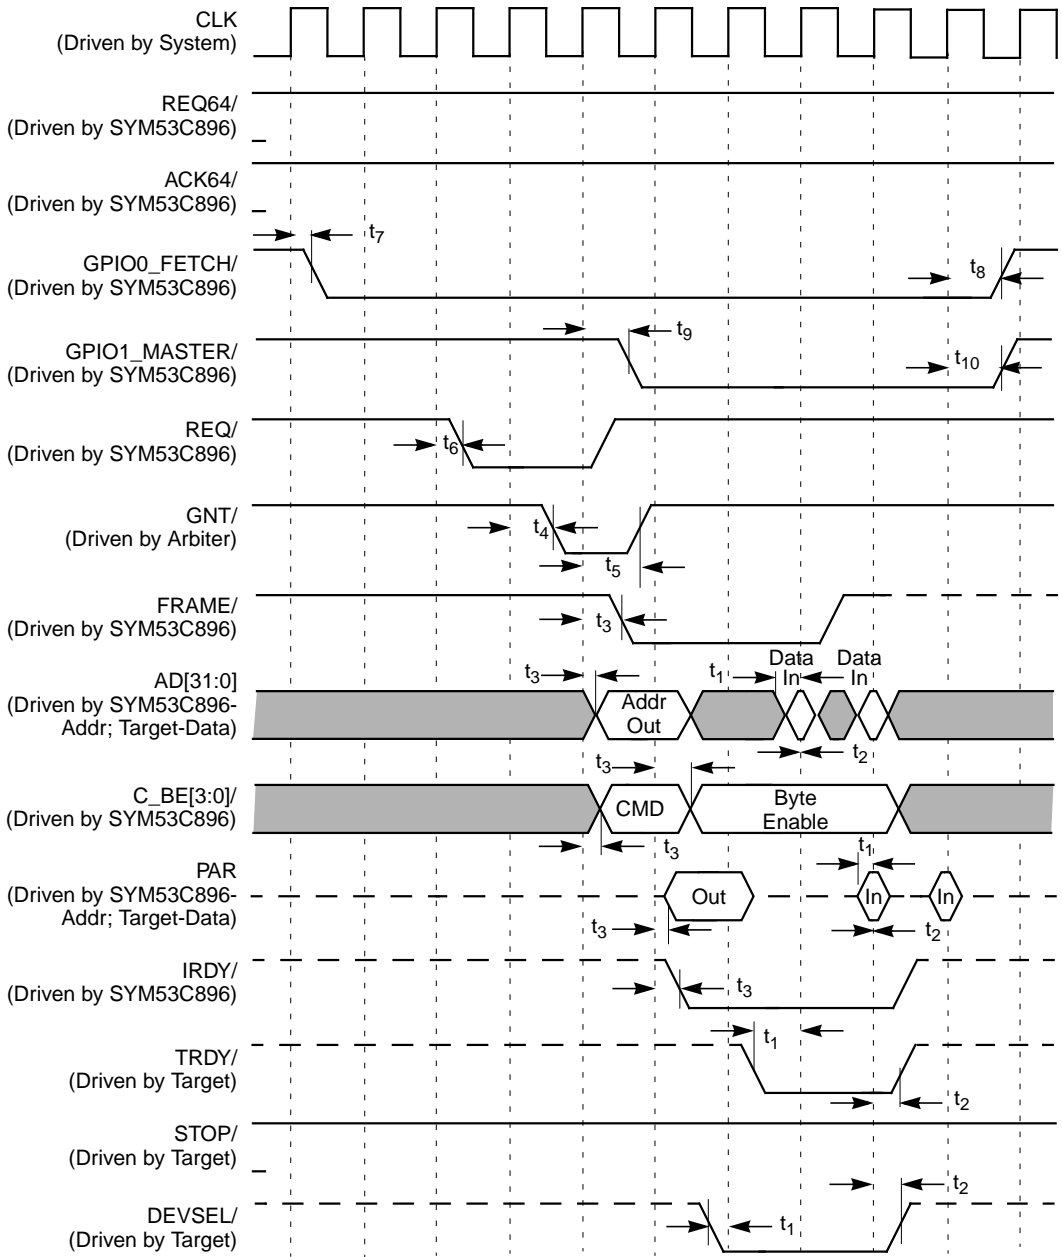 CLK
(Driven by System)
REQ64/
(Driven by SYM53C896)
ACK64/
(Driven by SYM53C896)
t7
GPIO0_FETCH/
(Driven by SYM53C896)
t8
t9
GPIO1_MASTER/
(Driven by SYM53C896)
t10
REQ/
(Driven by SYM53C896)
t6
GNT/
(Driven by Arbiter)
t4
t5
FRAME/
(Driven by SYM53C896)
t3
AD[31:0]
(Driven by SYM53C896-
Addr; Target-Data)
t3
Addr
Out
t1
Data
In
Data
In
t2
C_BE[3:0]/
(Driven by SYM53C896)
t3
CMD
Byte
Enable
t3
PAR
(Driven by SYM53C896-
Addr; Target-Data)
t1
Out
In
In
t3
t2
IRDY/
(Driven by SYM53C896)
t3
TRDY/
(Driven by Target)
t1
t2
STOP/
(Driven by Target)
t2
DEVSEL/
(Driven by Target)
t1